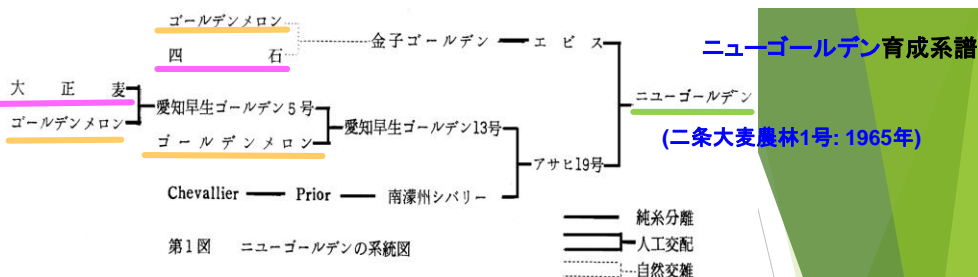 ニューゴールデン育成系譜
(二条大麦農林1号: 1965年)
ゴールデンメロン
四石
金子ゴールデン
エビス
大正麦
ゴールデンメロン
愛知早生ゴールデン5号
ゴールデンメロン
愛知早生ゴールデン13号
ニユーゴールデン
アサヒ19号
Chevallier
Prior
南濠州シバリー
第1図 ニユーゴールデンの系統図
純糸分離
人工交配
自然交雑